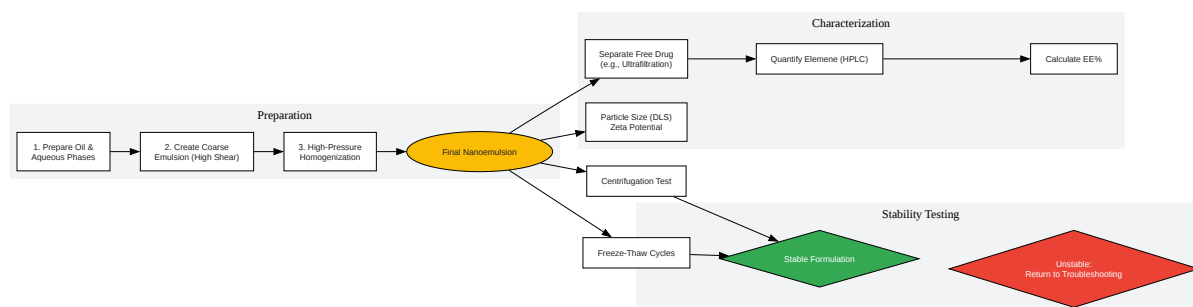 Characterization
Separate Free Drug
(e.g., Ultrafiltration)
Quantify Elemene (HPLC)
Calculate EE%
Particle Size (DLS)
Zeta Potential
Preparation
1. Prepare Oil &
Aqueous Phases
2. Create Coarse
Emulsion (High Shear)
3. High-Pressure
Homogenization
Final Nanoemulsion
Centrifugation Test
Stability Testing
Freeze-Thaw Cycles
Stable Formulation
Unstable:
Return to Troubleshooting